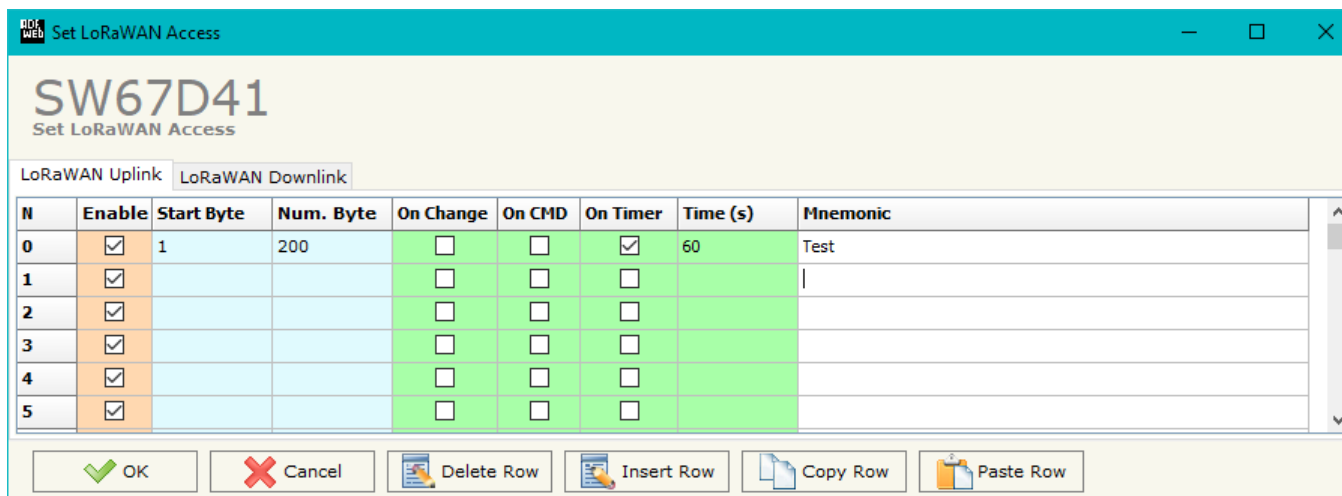 ADF
WEB Set LoRaWAN Access
SW67D41
Set LoRaWAN Access
LoRaWAN Uplink LoRaWAN Downlink
N Enable Start Byte Num. Byte On Change On CMD On Timer Time (s) Mnemonic
0 1 200 60 Test
1
2
3
4
5
OK Cancel Delete Row Insert Row Copy Row Paste Row